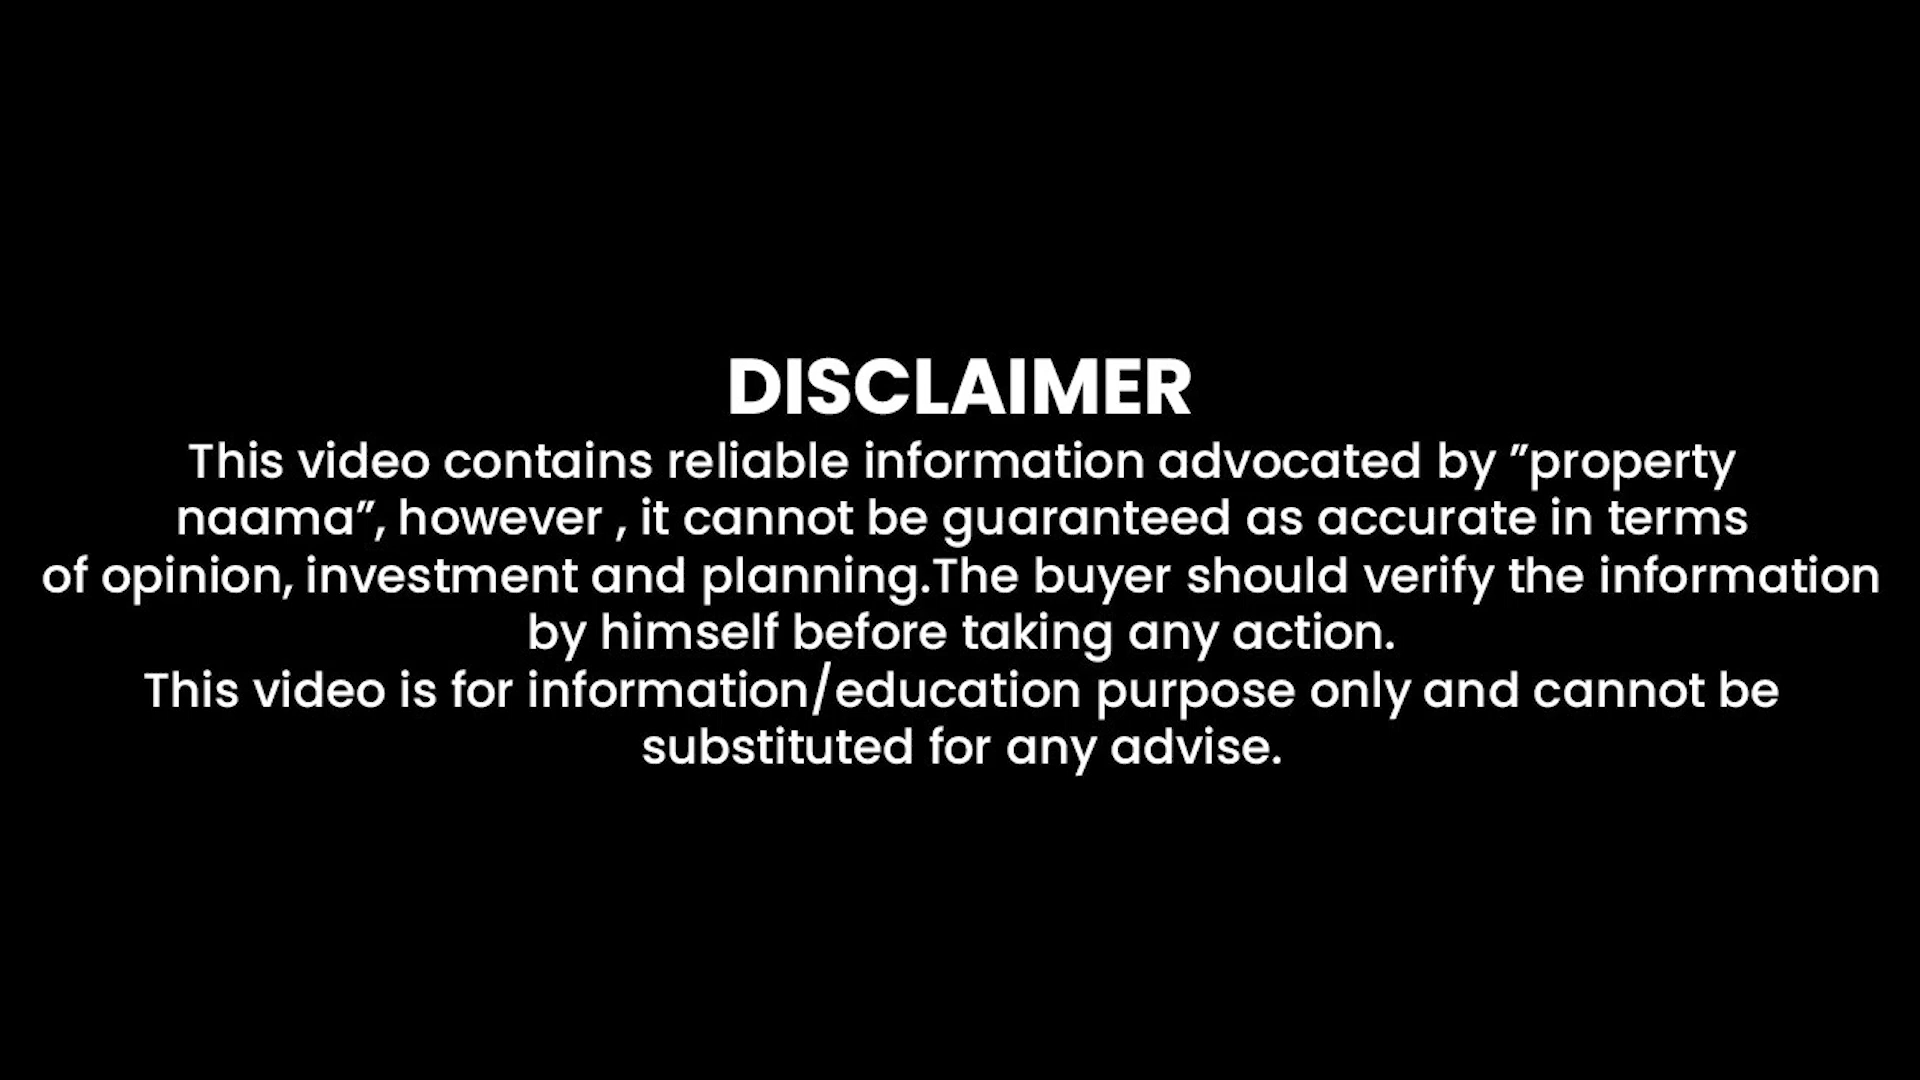 DISCLAIMER
This video contains reliable information advocated by ”property
naama”, however , it cannot be guaranteed as accurate in terms
of opinion, investment and planning.The buyer should verify the information
by himself before taking any action.
This video is for information/education purpose only and cannot be
substituted for any advise.